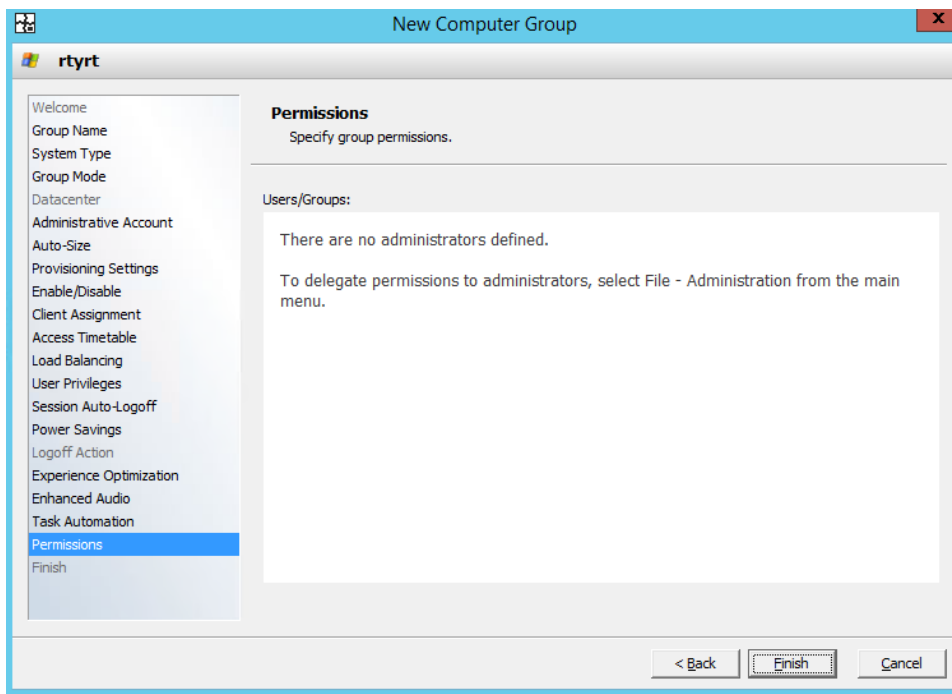 New Computer Group
x
rtyrt
Welcome
Group Name
System Type
Group Mode
Datacenter
Administrative Account
Auto-Size
Provisioning Settings
Enable/Disable
Client Assignment
Access Timetable
Load Balancing
User Privileges
Session Auto-Logoff
Power Savings
Logoff Action
Experience Optimization
Enhanced Audio
Task Automation
Permissions
Finish
Permissions
Specify group permissions.
Users/Groups:
There are no administrators defined.
To delegate permissions to administrators, select File - Administration from the main
menu.
< Back
Finish
Cancel